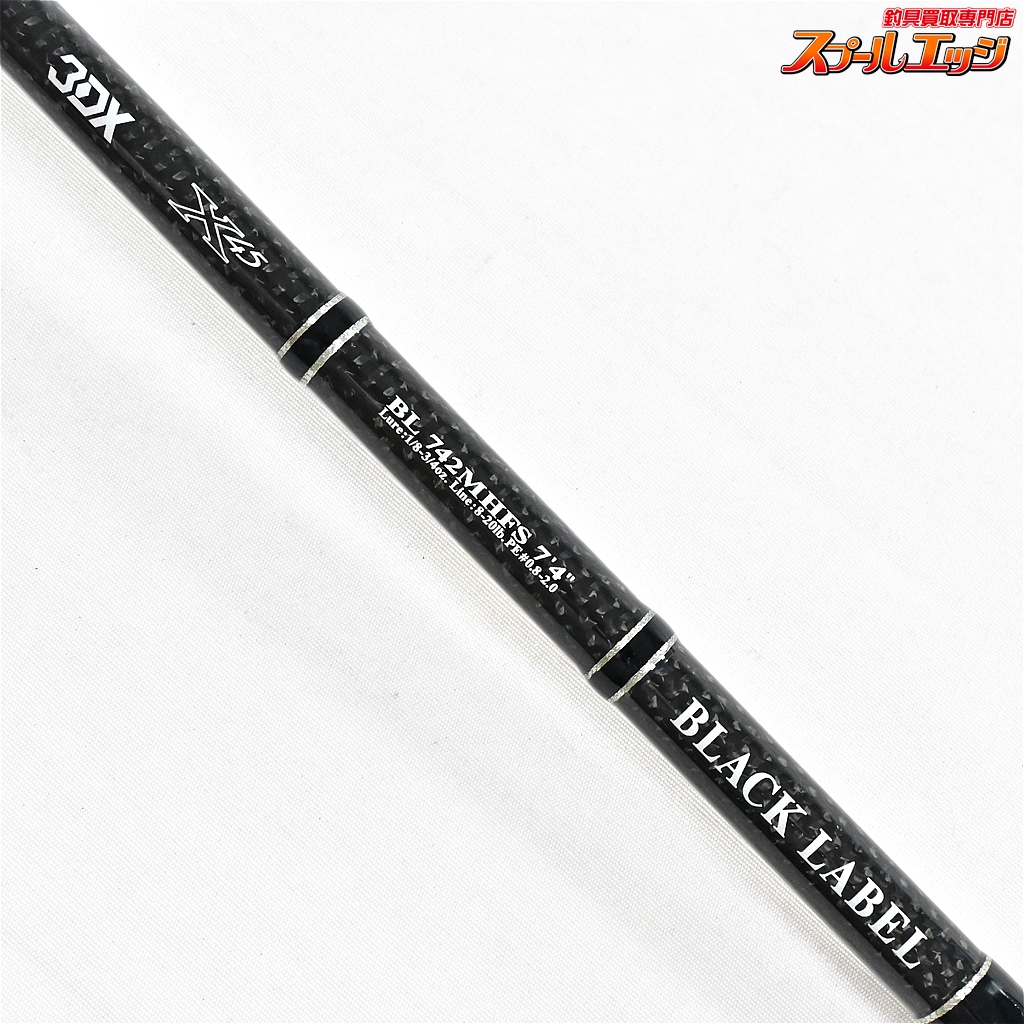 釣具買取専門店
スプールエッジ
3DX
X45
BL 742MHFS 7'4"
Lure:1/8-3/4oz. Line:8-20lb. PE#0.8-2.0
BLACK LABEL